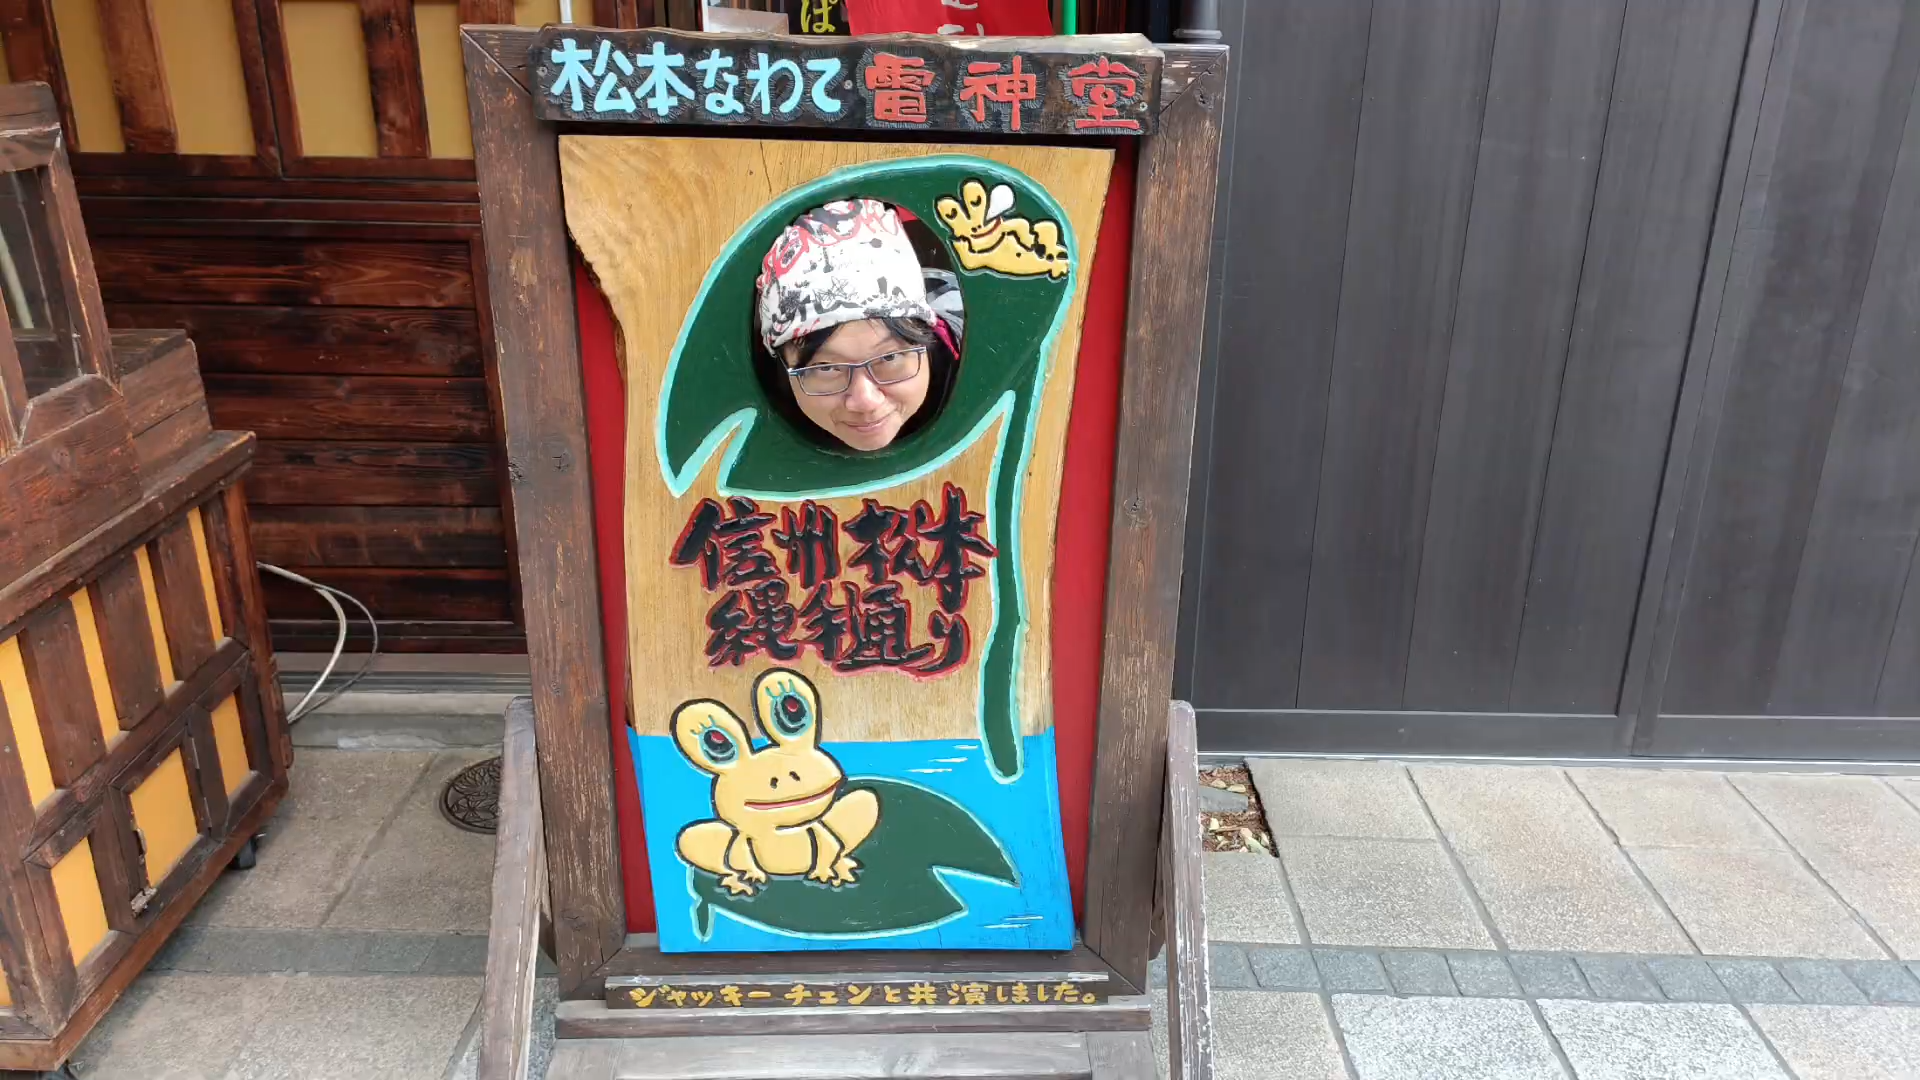 ぱ
松本なわて 雷神堂
信州松本
縄手通り
ジャッキーチェンと共演しました。